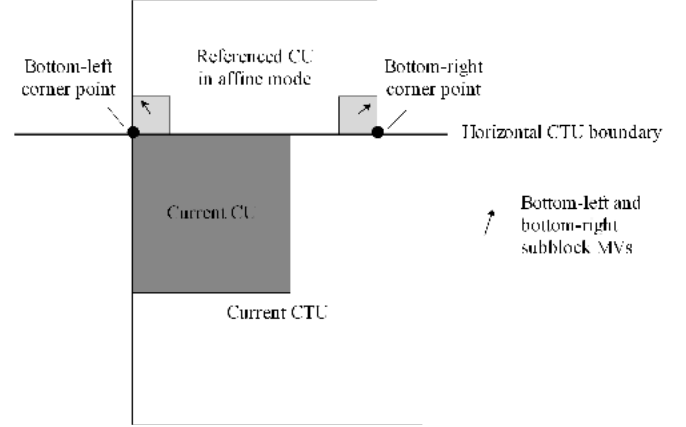 Referenced CU
in affine mode
Bottom-left
corner point
Bottom-right
corner point
Horizontal CTU boundary
Current CU
Bottom-left and
bottom-right
subblock MVs
Current CTU